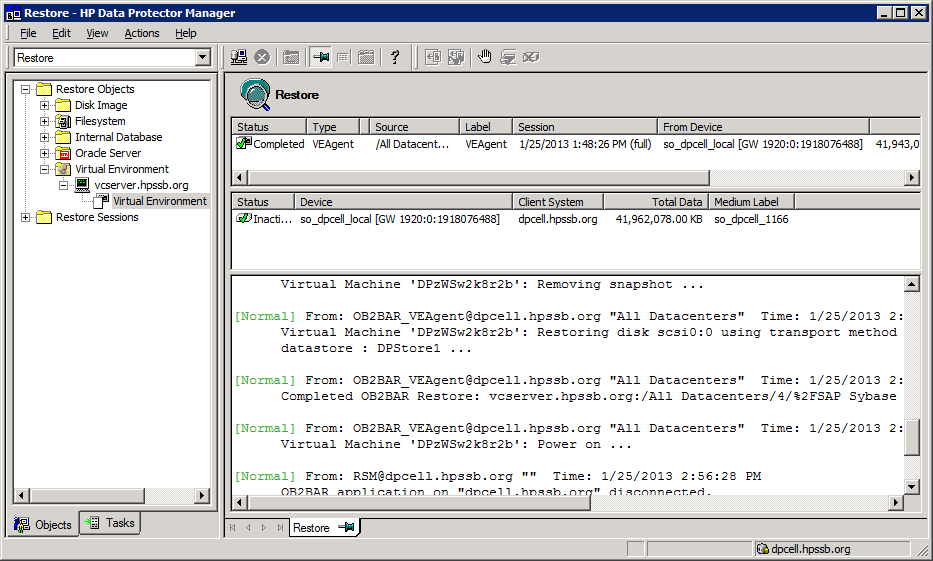 Restore - HP Data Protector Manager
File Edit View Actions Help
Restore
Restore Objects
Disk Image
Filesystem
Internal Database
Oracle Server
Virtual Environment
vcserver.hpssb.org
Virtual Environment
Restore Sessions
Objects Tasks
Restore
Status Type Source Label Session From Device
Completed VEAgent /All Datacent... VEAgent 1/25/2013 1:48:26 PM (full) so_dpcell_local [GW 1920:0:1918076488] 41,943,0
Status Device Client System Total Data Medium Label
Inacti... so_dpcell_local [GW 1920:0:1918076488] dpcell.hpssb.org 41,962,078.00 KB so_dpcell_1166
Virtual Machine 'DPzWSw2k8r2b': Removing snapshot ...
[Normal] From: OB2BAR_VEAgent@dpcell.hpssb.org "All Datacenters" Time: 1/25/2013 2:
Virtual Machine 'DPzWSw2k8r2b': Restoring disk scsi0:0 using transport method
datastore : DPStore1 ...
[Normal] From: OB2BAR_VEAgent@dpcell.hpssb.org "All Datacenters" Time: 1/25/2013 2:
Completed OB2BAR Restore: vcserver.hpssb.org:/All Datacenters/4/%2FSAP Sybase
[Normal] From: OB2BAR_VEAgent@dpcell.hpssb.org "All Datacenters" Time: 1/25/2013 2:
Virtual Machine 'DPzWSw2k8r2b': Power on ...
[Normal] From: RSM@dpcell.hpssb.org "" Time: 1/25/2013 2:56:28 PM
OB2BAR application on "dpcell.hpssb.org" disconnected.
Restore
dpcell.hpssb.org